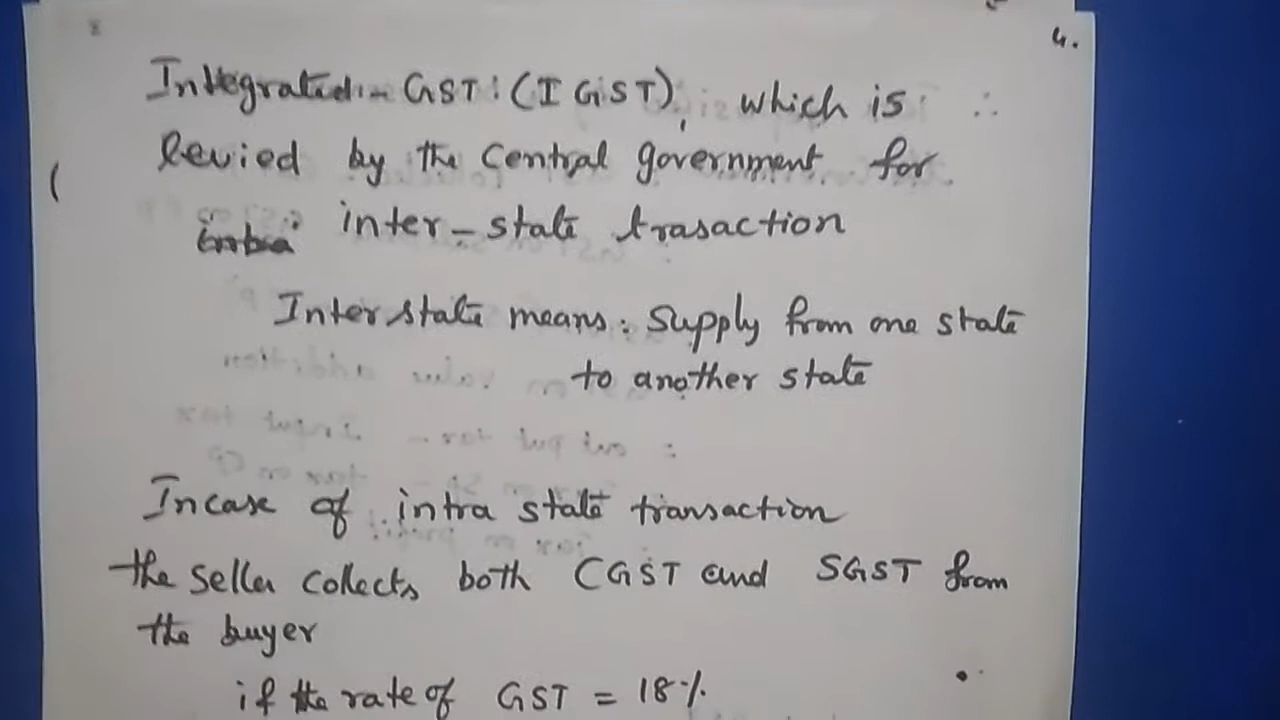 4.
Integrated - GST : (IGST), which is
levied by the Central government for
inter-state trasaction
Interstate means : Supply from one state
to another state
Incase of intra state transaction
the seller collects both CGST and SGST from
the buyer
if the rate of GST = 18%